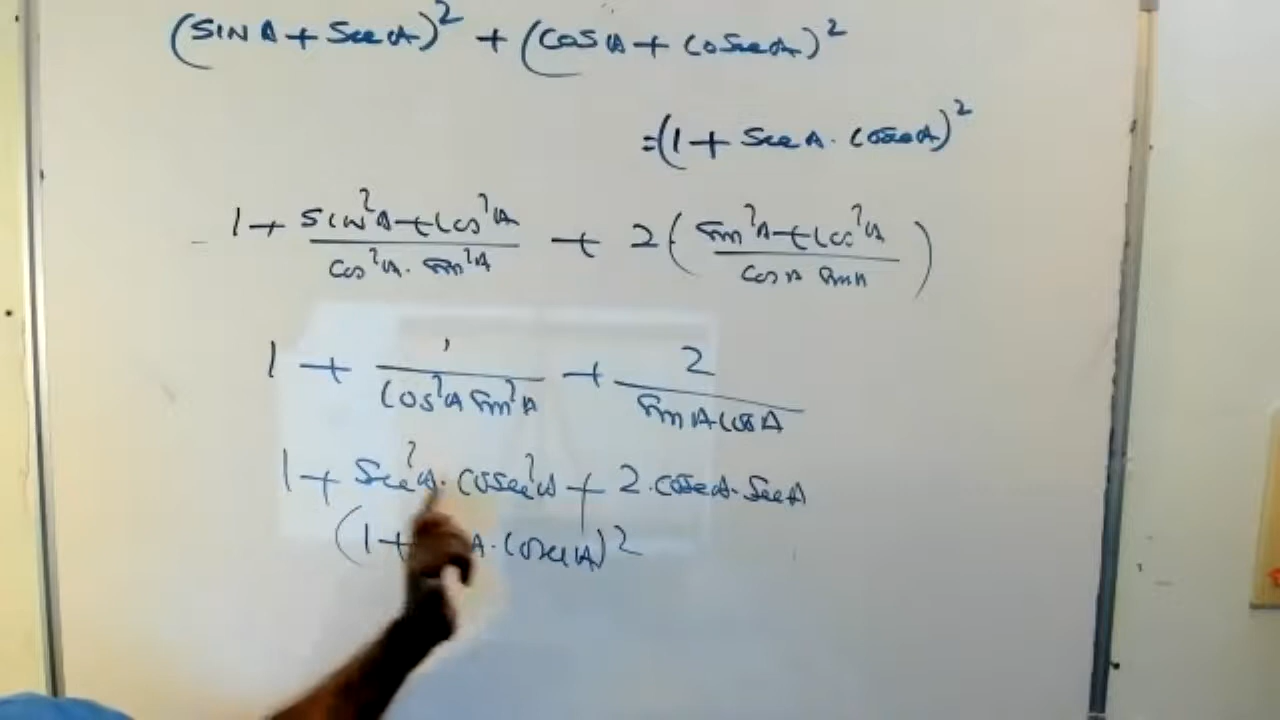 (SIN A + Sec A)² + (cos A + Cosec A)²
= (1 + Sec A · Cosec A)²
1 + sin²A + cos²A / cos²A · sin²A + 2 ( sin²A + cos²A / cos A sin A )
1 + 1 / cos²A sin²A + 2 / sin A cos A
1 + Sec²A · Cosec²A + 2 · Cosec A · Sec A
(1 + A · Cosec A)²